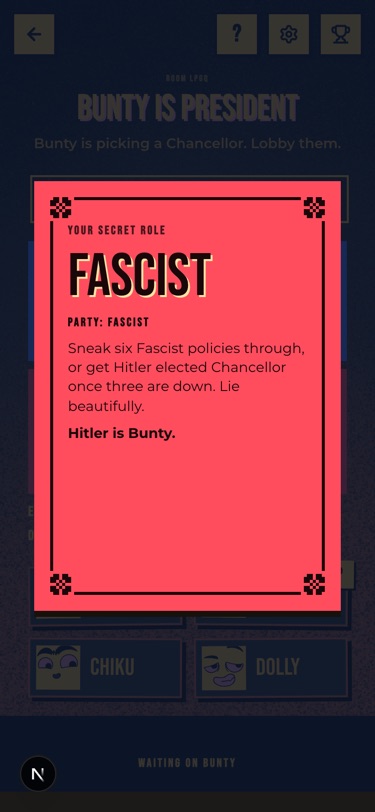 ?
ROOM LPUD
BUNTY IS PRESIDENT
Bunty is picking a Chancellor. Lobby them.
YOUR SECRET ROLE
FASCIST
PARTY: FASCIST
Sneak six Fascist policies through,
or get Hitler elected Chancellor
once three are down. Lie
beautifully.
Hitler is Bunty.
CHIKU
DOLLY
WAITING ON BUNTY
N